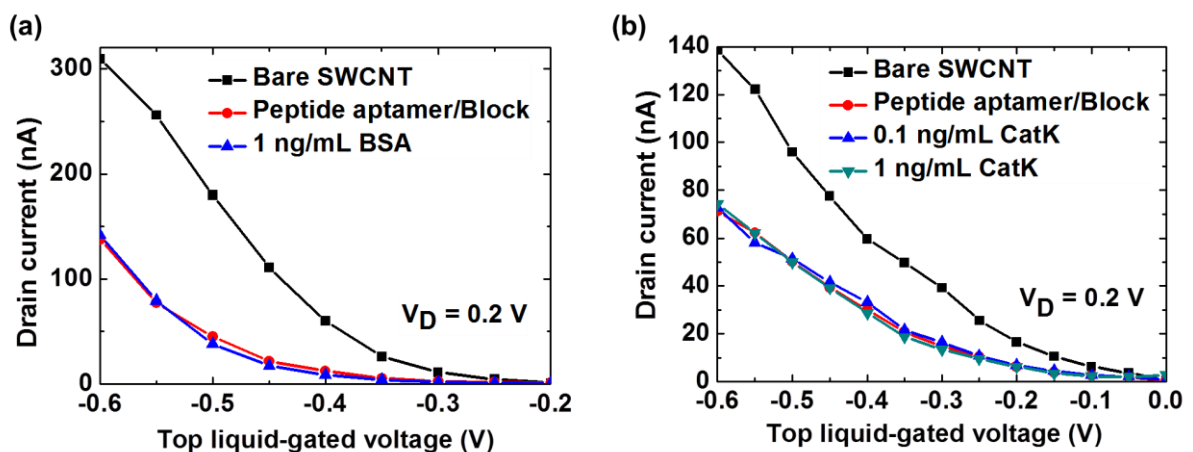 (a)
Drain current (nA)
300
200
100
0
Bare SWCNT
Peptide aptamer/Block
1 ng/mL BSA
VD = 0.2 V
-0.6 -0.5 -0.4 -0.3 -0.2
Top liquid-gated voltage (V)
(b)
Drain current (nA)
140
120
100
80
60
40
20
0
Bare SWCNT
Peptide aptamer/Block
0.1 ng/mL CatK
1 ng/mL CatK
VD = 0.2 V
-0.6 -0.5 -0.4 -0.3 -0.2 -0.1 0.0
Top liquid-gated voltage (V)